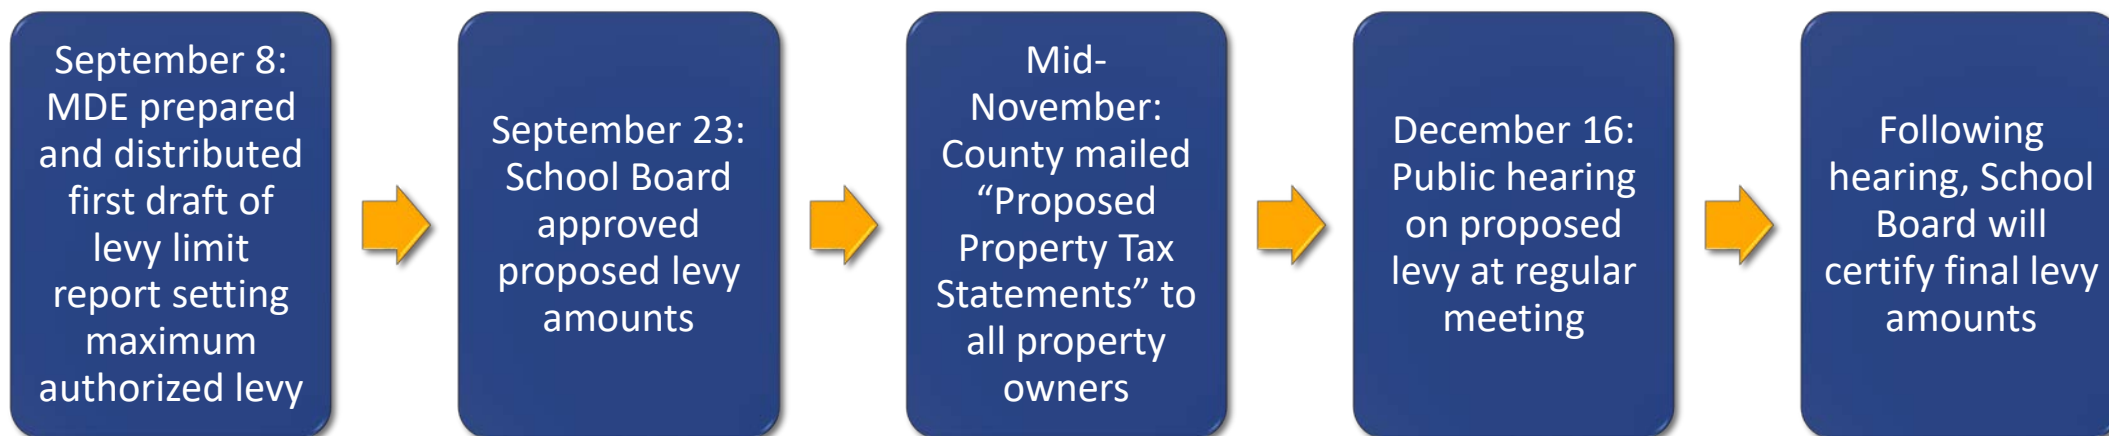 September 8:
MDE prepared
and distributed
first draft of
levy limit
report setting
maximum
authorized levy
September 23:
School Board
approved
proposed levy
amounts
Mid-
November:
County mailed
“Proposed
Property Tax
Statements” to
all property
owners
December 16:
Public hearing
on proposed
levy at regular
meeting
Following
hearing, School
Board will
certify final levy
amounts